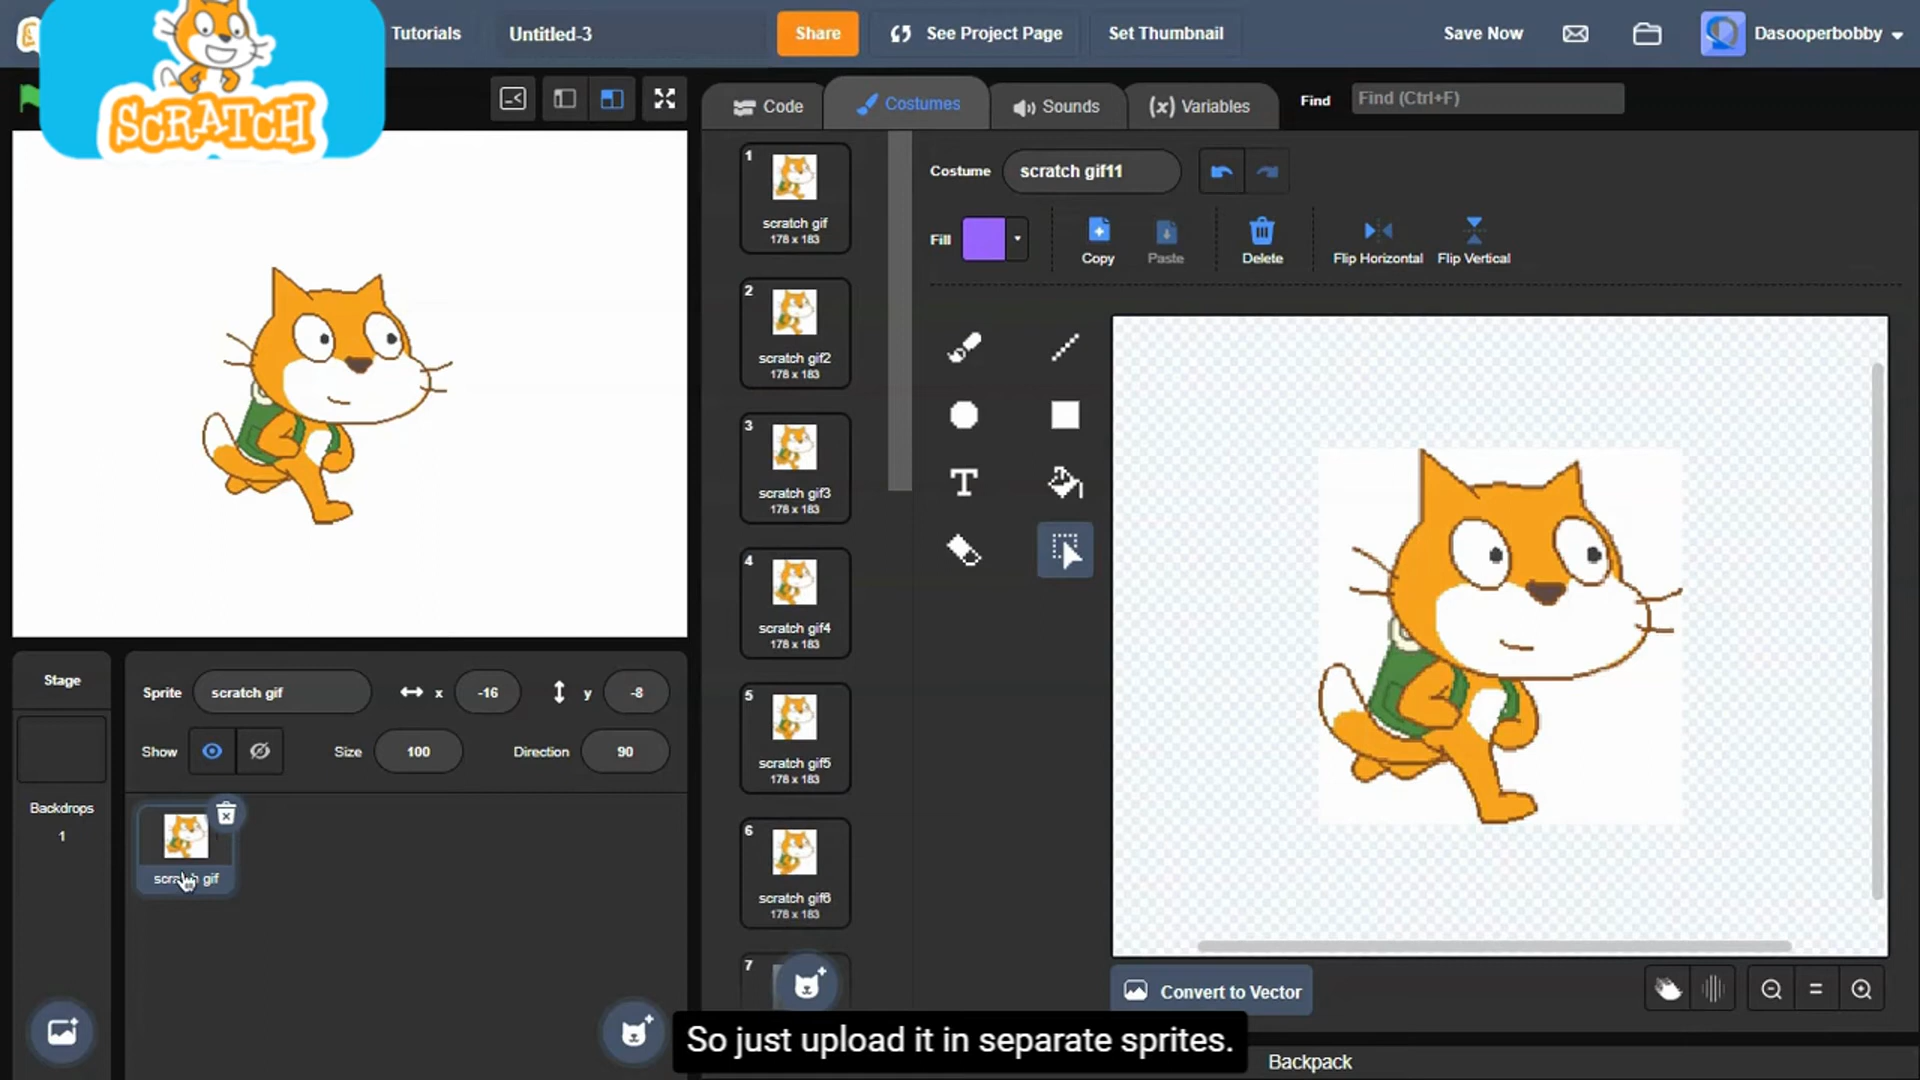 Tutorials
Untitled-3
Share
See Project Page
Set Thumbnail
Save Now
Dasooperbobby
SCRATCH
Code
Costumes
Sounds
(x) Variables
Find
Find (Ctrl+F)
1
scratch gif
178 x 183
2
scratch gif2
178 x 183
3
scratch gif3
178 x 183
4
scratch gif4
178 x 183
5
scratch gif5
178 x 183
6
scratch gif6
178 x 183
7
Costume
scratch gif11
Fill
Copy
Paste
Delete
Flip Horizontal
Flip Vertical
T
Convert to Vector
Stage
Backdrops
1
Sprite
scratch gif
x
-16
y
-8
Show
Size
100
Direction
90
scratch gif
So just upload it in separate sprites.
Backpack